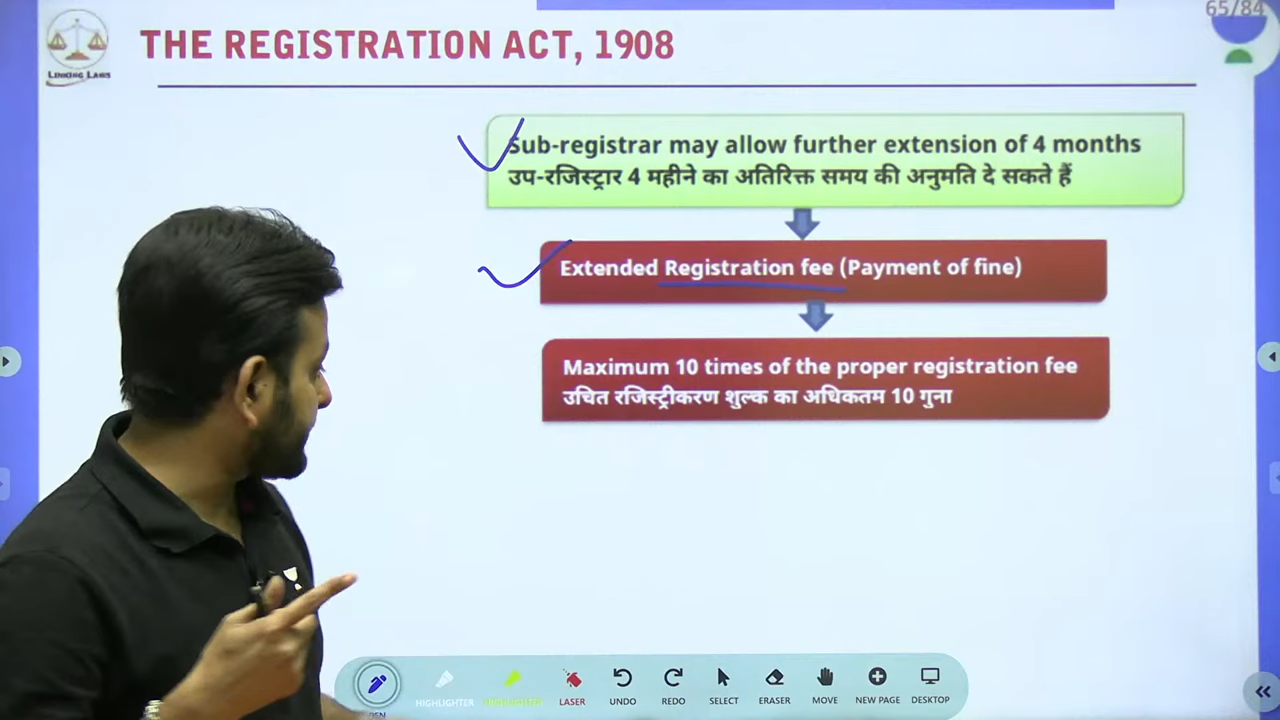 65/84
LINKING LAWS
THE REGISTRATION ACT, 1908
Sub-registrar may allow further extension of 4 months
उप-रजिस्ट्रार 4 महीने का अतिरिक्त समय की अनुमति दे सकते हैं
Extended Registration fee (Payment of fine)
Maximum 10 times of the proper registration fee
उचित रजिस्ट्रीकरण शुल्क का अधिकतम 10 गुना
PEN
HIGHLIGHTER
HIGHLIGHTER
LASER
UNDO
REDO
SELECT
ERASER
MOVE
NEW PAGE
DESKTOP